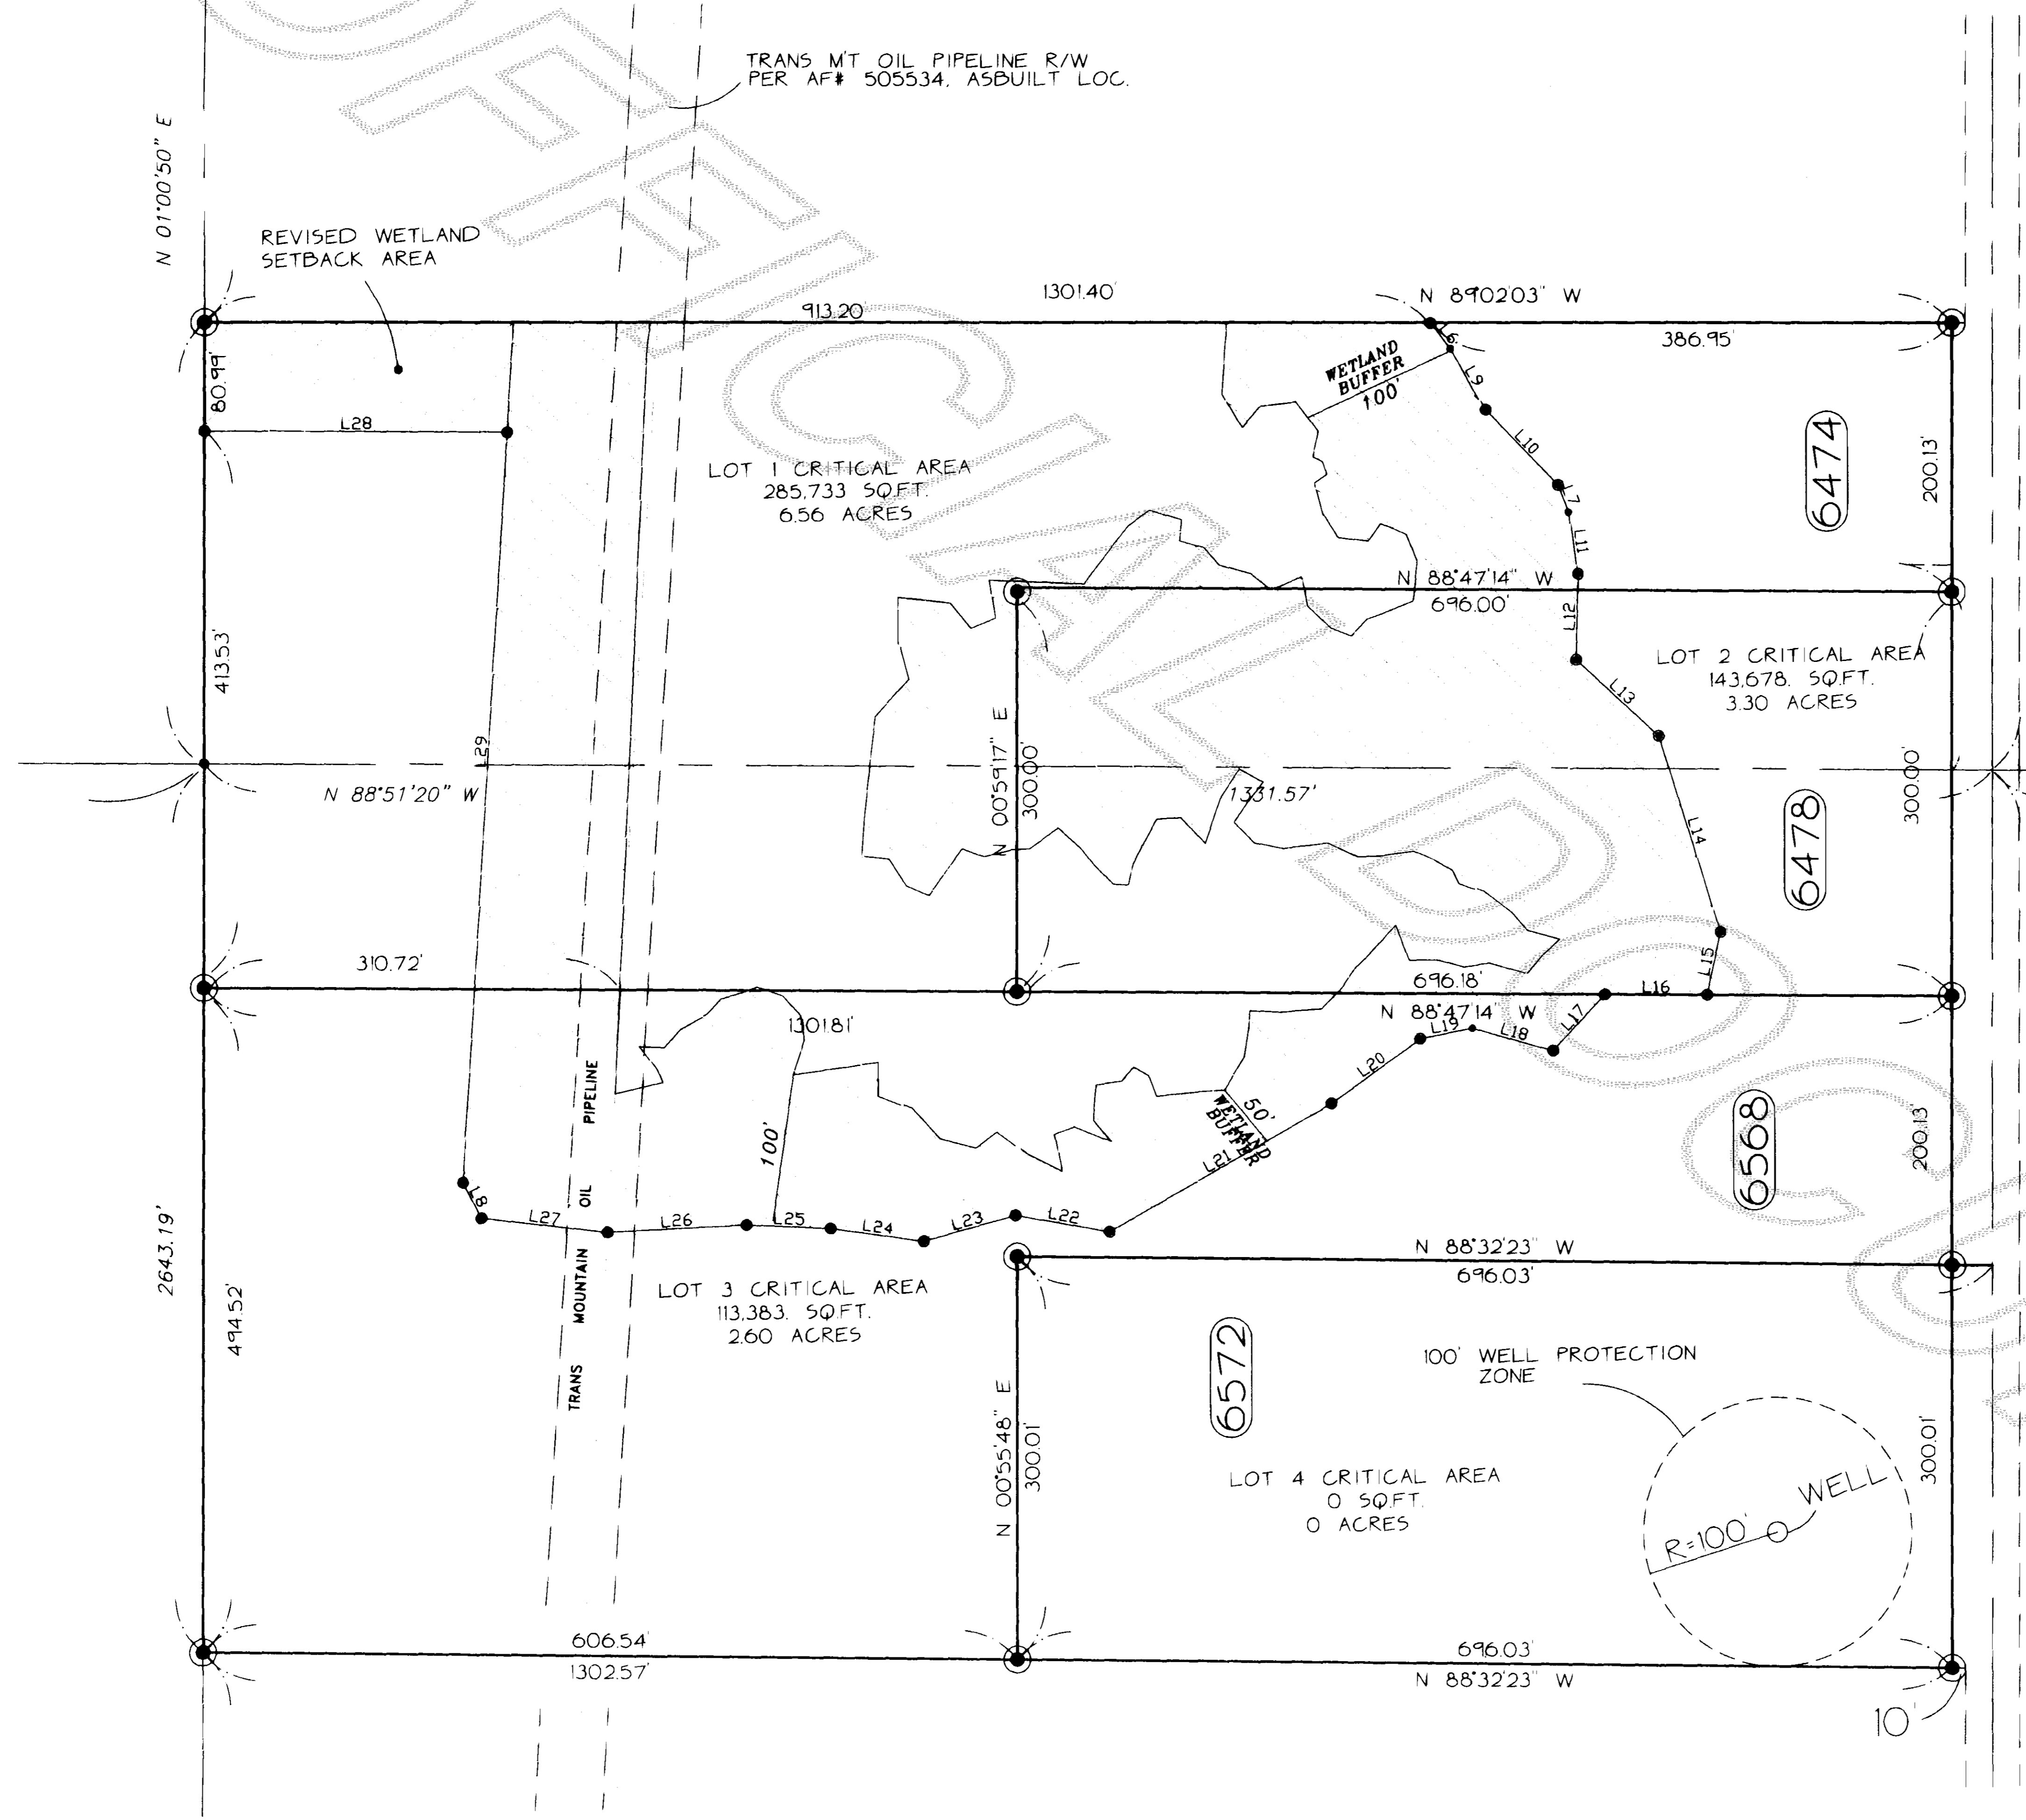 TRANS M'T OIL PIPELINE R/W
PER AF# 505534, ASBUILT LOC.
N 01°00'50" E
REVISED WETLAND
SETBACK AREA
1301.40'
N 89°02'03" W
913.20'
386.95'
80.99'
L28
WETLAND
BUFFER
100'
L9
L10
L7
L11
L12
6474
200.13'
LOT 1 CRITICAL AREA
285,733 SQ.FT.
6.56 ACRES
N 88°47'14" W
696.00'
413.53'
LOT 2 CRITICAL AREA
143,678. SQ.FT.
3.30 ACRES
L13
L29
N 88°51'20" W
N 00°59'17" E
300.00'
1331.57'
L14
6478
300.00'
310.72'
696.18'
N 88°47'14" W
L15
L16
L17
L18
L19
L20
1301.81'
100'
50'
WETLAND
BUFFER
L21
6568
200.13'
L8
L27
L26
L25
L24
L23
L22
TRANS MOUNTAIN OIL PIPELINE
2643.19'
494.52'
LOT 3 CRITICAL AREA
113,383. SQ.FT.
2.60 ACRES
N 88°32'23" W
696.03'
6572
100' WELL PROTECTION
ZONE
N 00°55'48" E
300.01'
LOT 4 CRITICAL AREA
0 SQ.FT.
0 ACRES
WELL
R=100'
300.01'
606.54'
1302.57'
696.03'
N 88°32'23" W
10'
OFFICIAL DOC